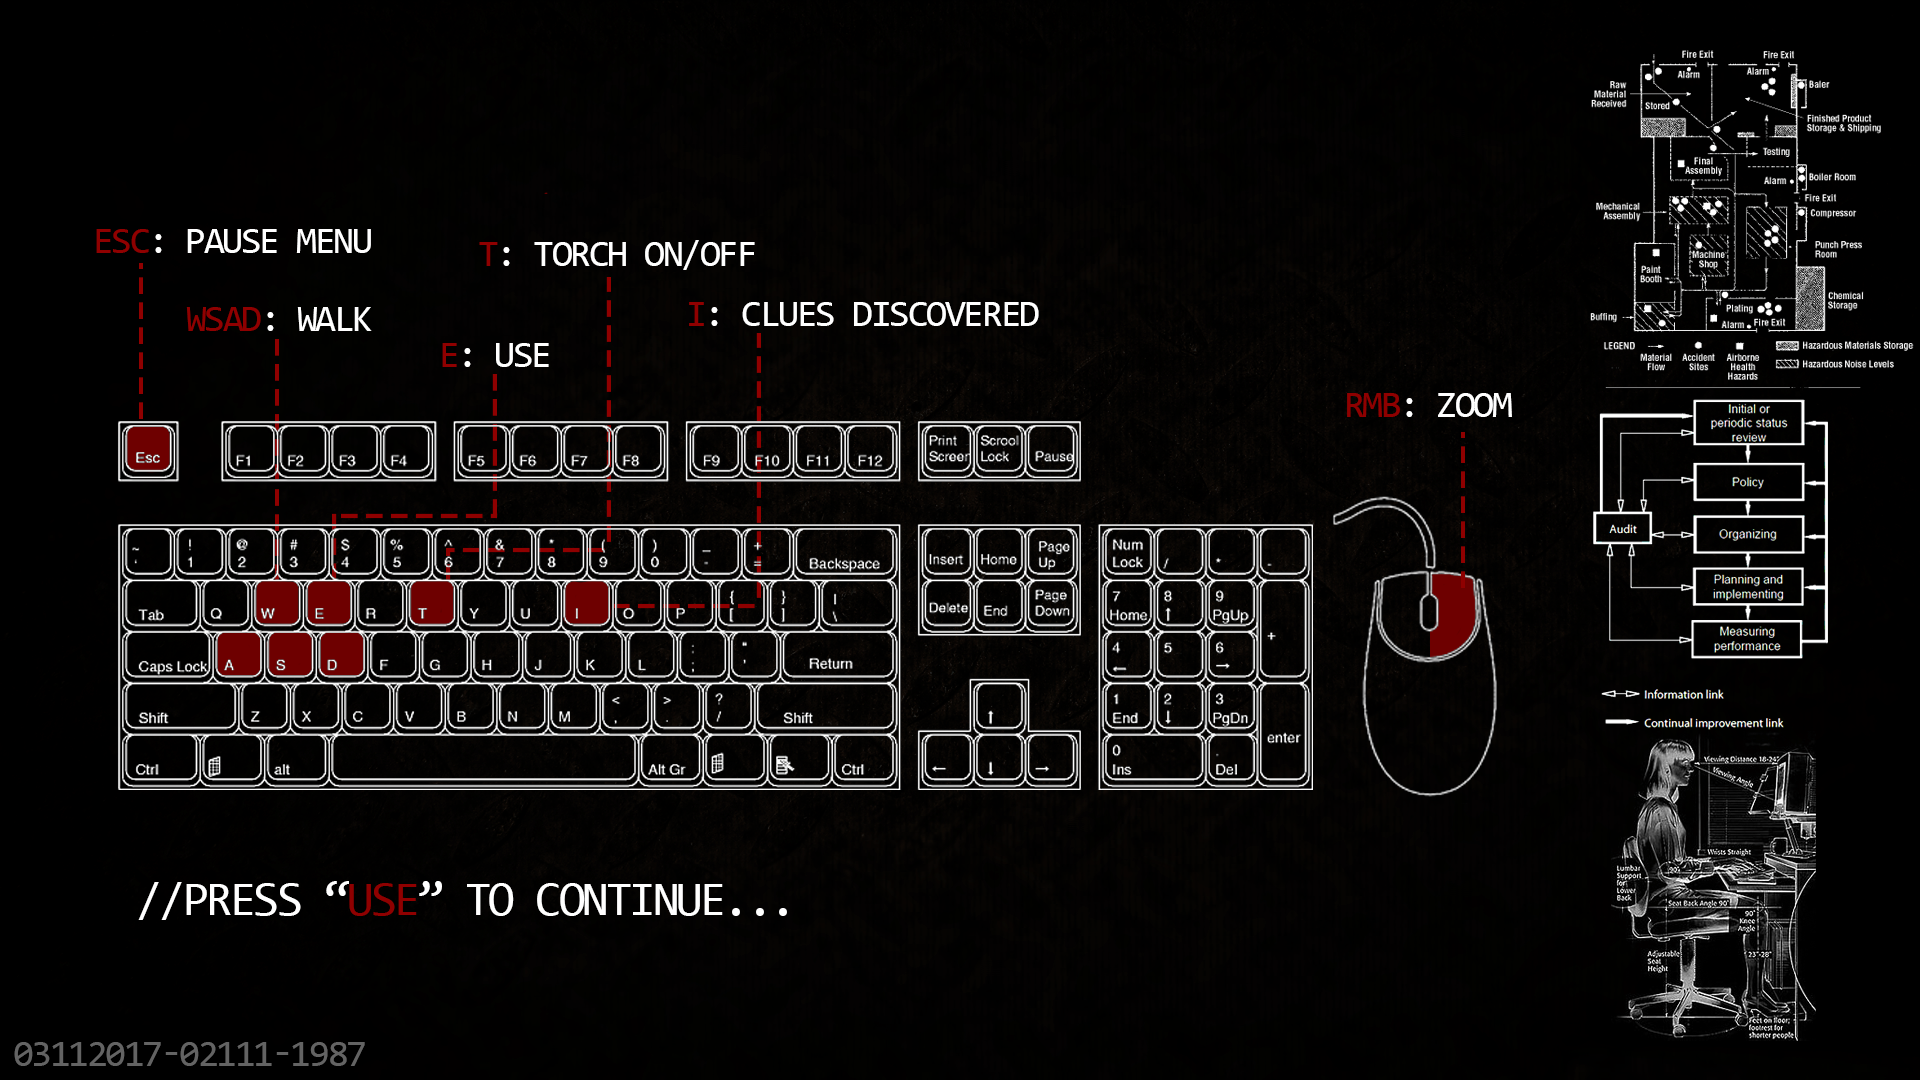 ESC: PAUSE MENU
T: TORCH ON/OFF
WSAD: WALK
I: CLUES DISCOVERED
E: USE
RMB: ZOOM
Esc
F1 F2 F3 F4
F5 F6 F7 F8
F9 F10 F11 F12
Print Screen
Scrool Lock
Pause
~ ! @ # $ % ^ & * ( ) _ +
' 1 2 3 4 5 6 7 8 9 0 - = Backspace
Tab Q W E R T Y U I O P { [ } ] | \
Caps Lock A S D F G H J K L : ; " ' Return
Shift Z X C V B N M < , > . ? / Shift
Ctrl alt Alt Gr Ctrl
Insert Home Page Up
Delete End Page Down
↑
← ↓ →
Num Lock / * -
7 Home 8 ↑ 9 PgUp
4 ← 5 6 → +
1 End 2 ↓ 3 PgDn
0 Ins . Del enter
//PRESS “USE” TO CONTINUE...
03112017-02111-1987
Fire Exit
Fire Exit
Alarm
Alarm
Raw Material Received
Baler
Stored
Finished Product Storage & Shipping
Testing
Final Assembly
Boiler Room
Alarm
Fire Exit
Mechanical Assembly
Compressor
Punch Press Room
Machine Shop
Paint Booth
Chemical Storage
Plating
Buffing
Alarm
Fire Exit
LEGEND
Material Flow
Accident Sites
Airborne Health Hazards
Hazardous Materials Storage
Hazardous Noise Levels
Initial or periodic status review
Policy
Audit
Organizing
Planning and implementing
Measuring performance
Information link
Continual improvement link
Viewing Distance 18-24"
Viewing Angle
Wrists Straight
90°
Lumbar Support for Lower Back
Seat Back Angle 90°
90° Knee Angle
Adjustable Seat Height
23"-28"
Feet on floor; footrest for shorter people